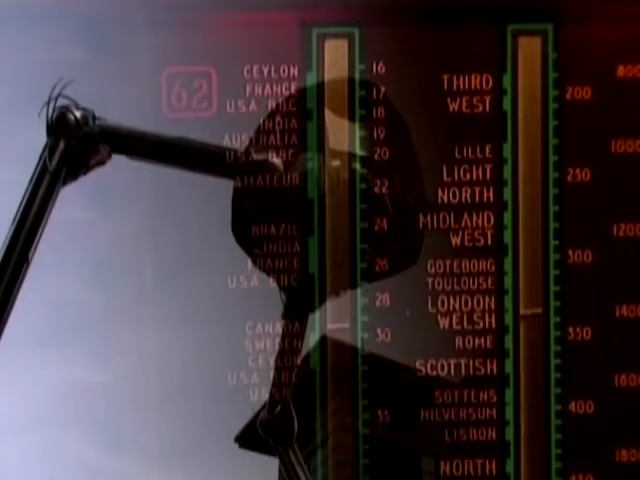 62
CEYLON
FRANCE
USA BBC
INDIA
AUSTRALIA
USA BBC
AMATEUR
BRAZIL
INDIA
FRANCE
USA BBC
CANADA
SWEDEN
CEYLON
USA BBC
16
17
18
19
20
22
24
26
28
30
35
THIRD
WEST
LILLE
LIGHT
NORTH
MIDLAND
WEST
GOTEBORG
TOULOUSE
LONDON
WELSH
ROME
SCOTTISH
SOTTENS
HILVERSUM
LISBON
NORTH
200
250
300
350
400
800
1000
1200
1400
1600
1800